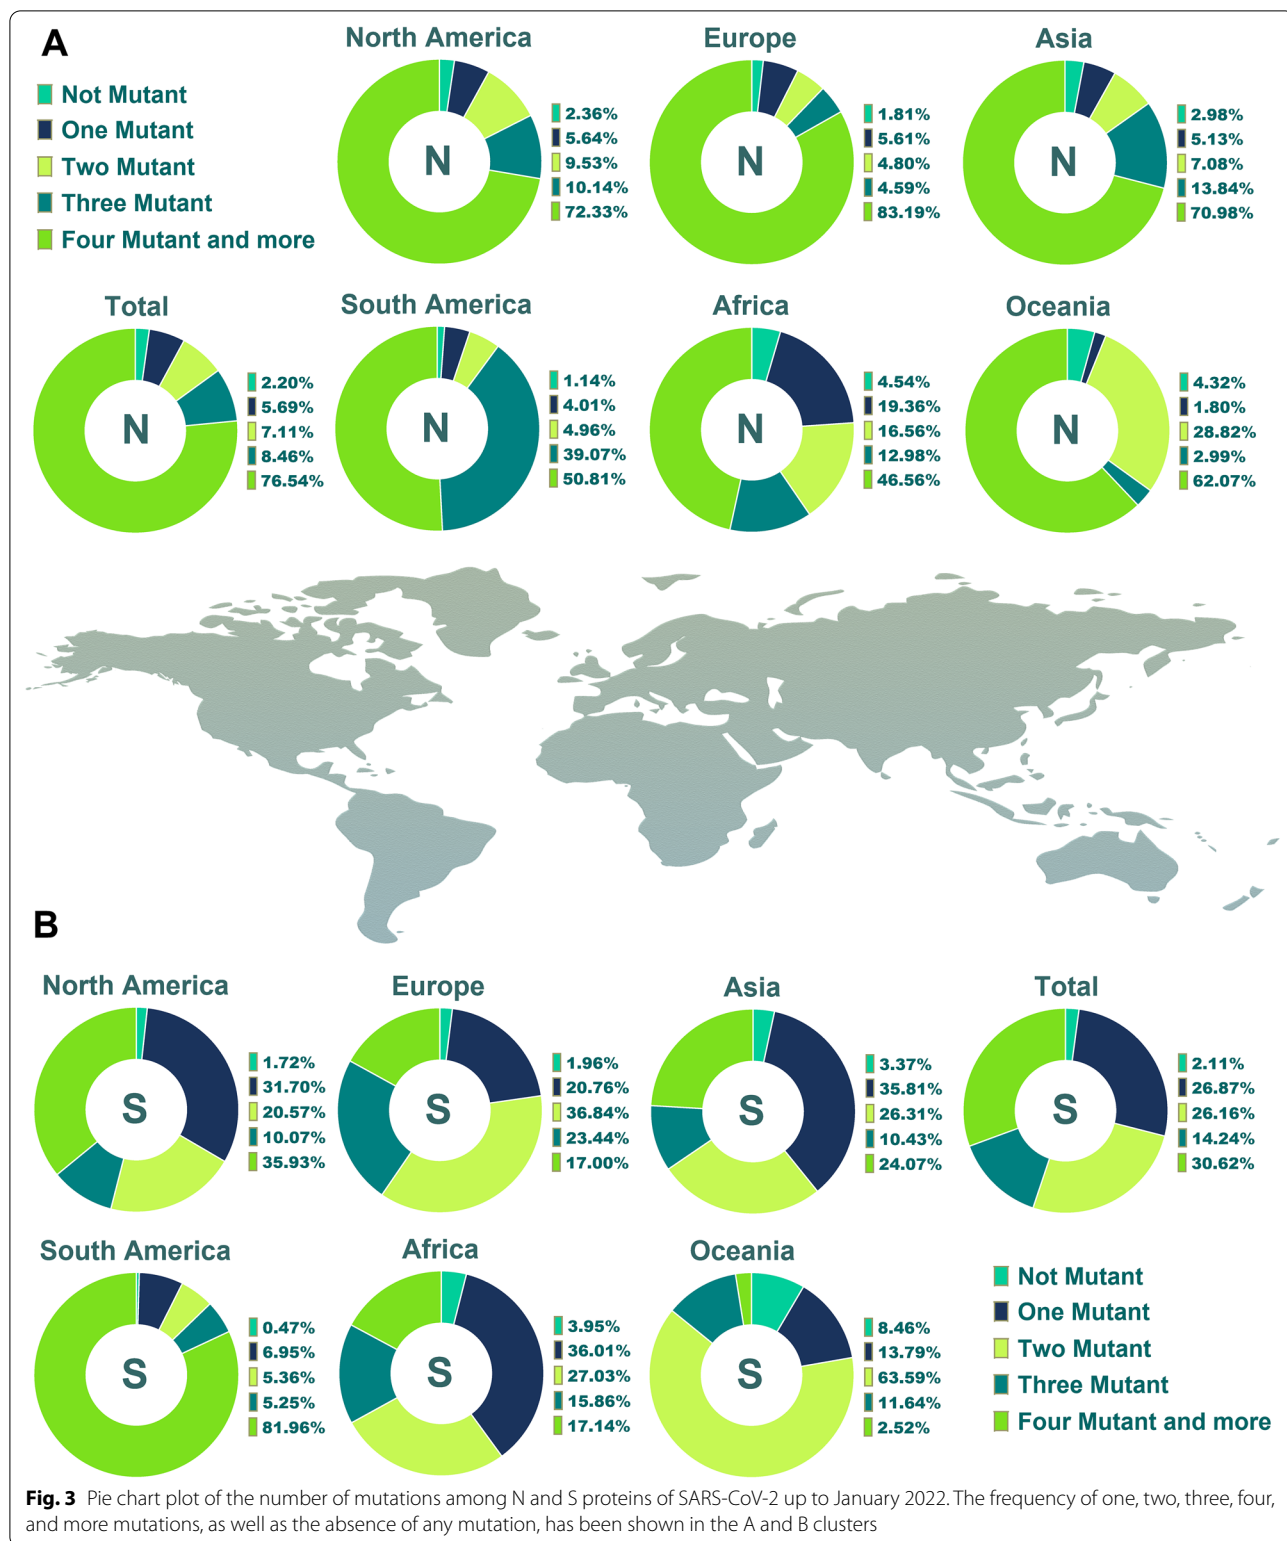 A
Not Mutant
One Mutant
Two Mutant
Three Mutant
Four Mutant and more
North America
N
2.36%
5.64%
9.53%
10.14%
72.33%
Europe
N
1.81%
5.61%
4.80%
4.59%
83.19%
Asia
N
2.98%
5.13%
7.08%
13.84%
70.98%
Total
N
2.20%
5.69%
7.11%
8.46%
76.54%
South America
N
1.14%
4.01%
4.96%
39.07%
50.81%
Africa
N
4.54%
19.36%
16.56%
12.98%
46.56%
Oceania
N
4.32%
1.80%
28.82%
2.99%
62.07%
B
North America
S
1.72%
31.70%
20.57%
10.07%
35.93%
Europe
S
1.96%
20.76%
36.84%
23.44%
17.00%
Asia
S
3.37%
35.81%
26.31%
10.43%
24.07%
Total
S
2.11%
26.87%
26.16%
14.24%
30.62%
South America
S
0.47%
6.95%
5.36%
5.25%
81.96%
Africa
S
3.95%
36.01%
27.03%
15.86%
17.14%
Oceania
S
8.46%
13.79%
63.59%
11.64%
2.52%
Not Mutant
One Mutant
Two Mutant
Three Mutant
Four Mutant and more
Fig. 3 Pie chart plot of the number of mutations among N and S proteins of SARS-CoV-2 up to January 2022. The frequency of one, two, three, four,
and more mutations, as well as the absence of any mutation, has been shown in the A and B clusters